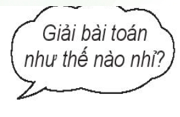 Giải bài toán
như thế nào nhỉ?